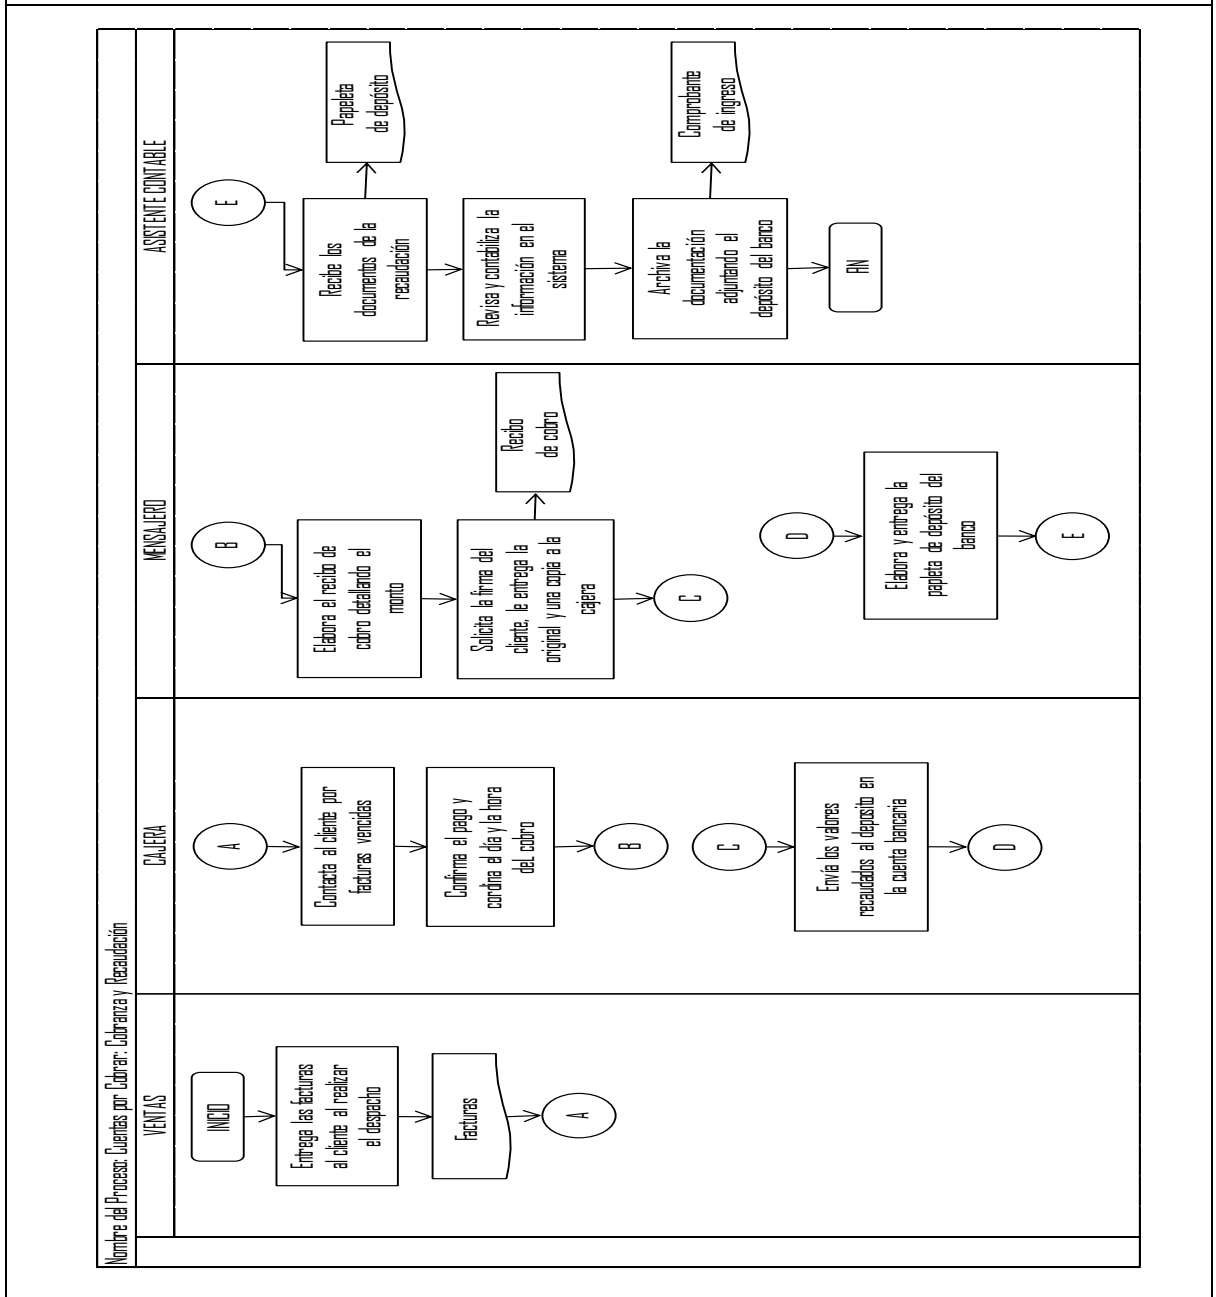 Nombre del Proceso: Cuentas por Cobrar: Cobranza y Recaudación
VENTAS
INICIO
Entrega las facturas
al cliente al realizar
el despacho
Facturas
A
CAJERA
A
Contacta al cliente por
facturas vencidas
Confirma el pago y
cordina el día y la hora
del cobro
B
C
Envía los valores
recaudados al deposito en
la cuenta bancaria
D
MENSAJERO
B
Elabora el recibo de
cobro detallando el
monto
Solicita la firma del
cliente, le entrega la
original y una copia a la
cajera
Recibo
de cobro
C
D
Elabora y entrega la
papleta de depósito del
banco
E
ASISTENTE CONTABLE
E
Recibe los
documentos de la
recaudación
Papeleta
de depósito
Revisa y contabiliza la
información en el
sistema
Archiva la
documentación
adjuntando el
depósito del banco
Comprobante
de ingreso
FIN